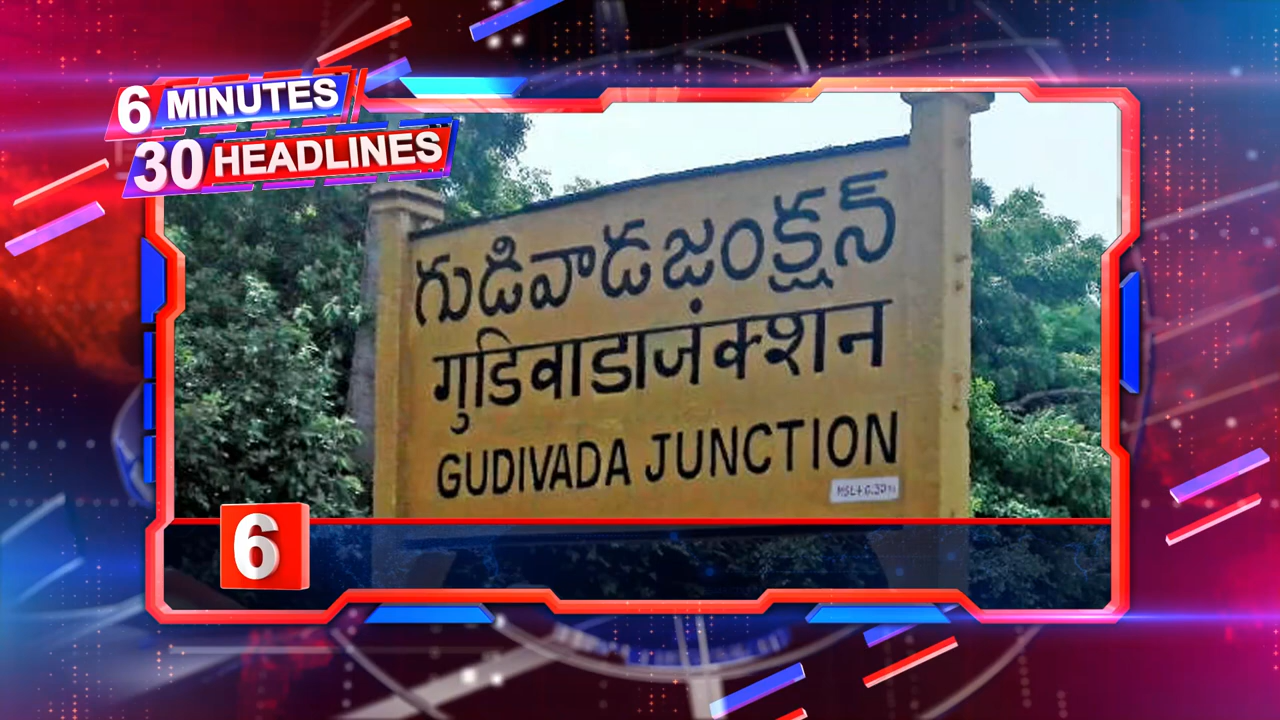 6 MINUTES
30 HEADLINES
గుడివాడ జంక్షన్
गुडिवाडा जंक्शन
GUDIVADA JUNCTION
6